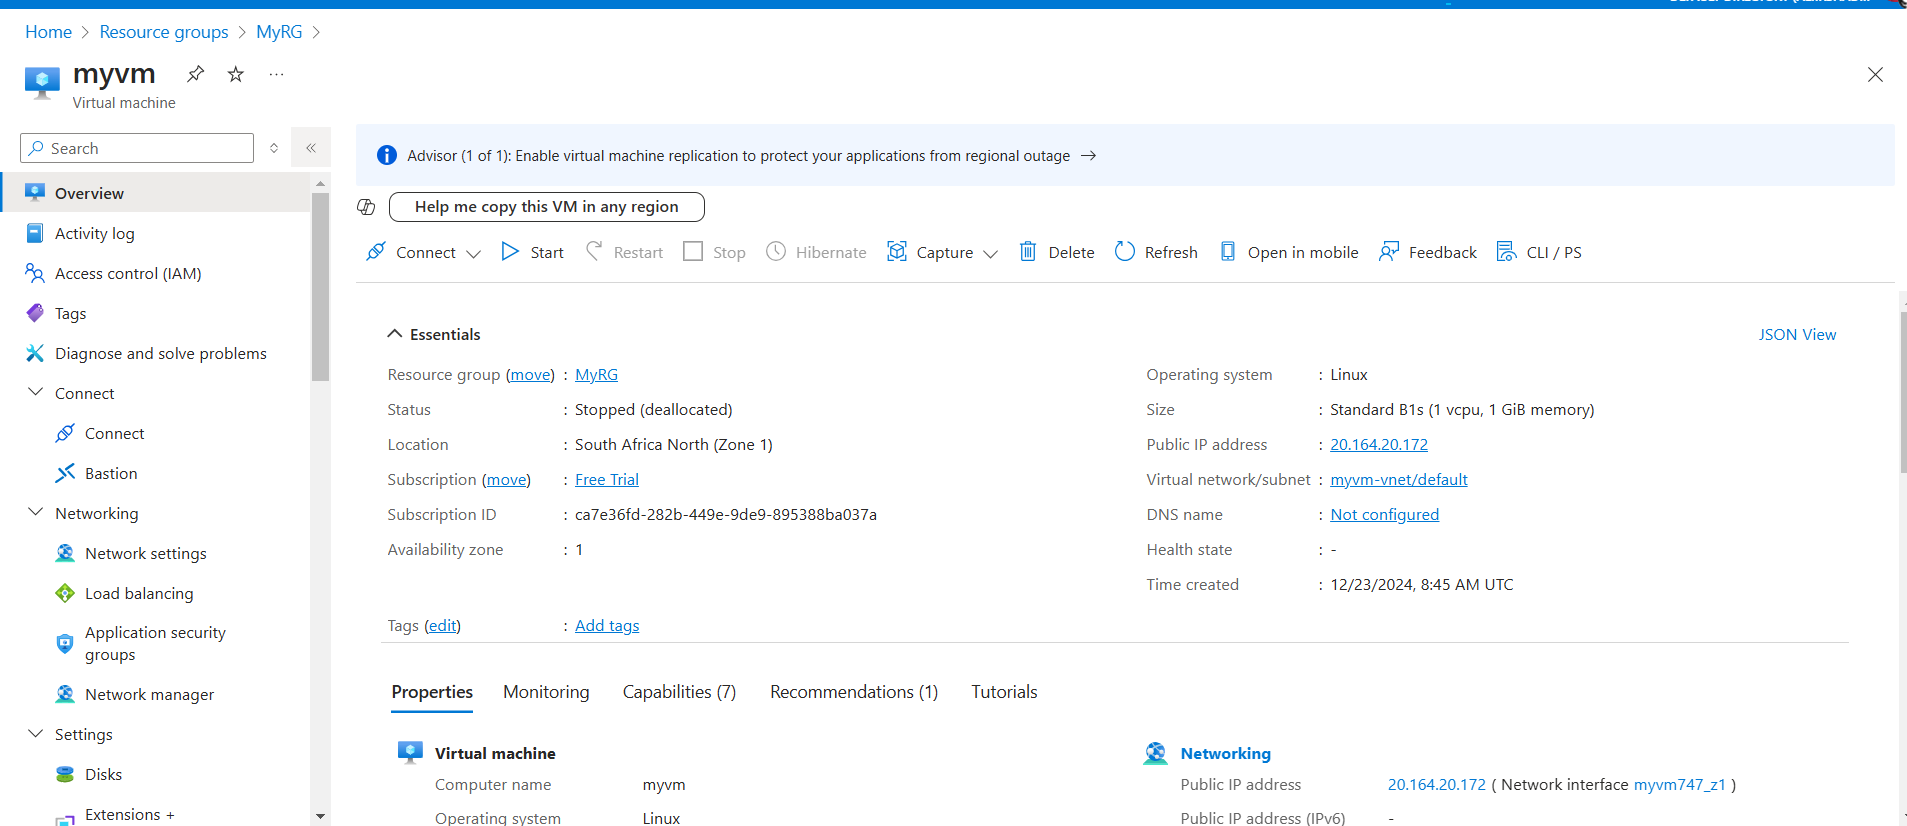 Home > Resource groups > MyRG >
myvm
...
Virtual machine
Search
Overview
Activity log
Access control (IAM)
Tags
Diagnose and solve problems
Connect
Connect
Bastion
Networking
Network settings
Load balancing
Application security
groups
Network manager
Settings
Disks
Extensions +
Advisor (1 of 1): Enable virtual machine replication to protect your applications from regional outage →
Help me copy this VM in any region
Connect Start Restart Stop Hibernate Capture Delete Refresh Open in mobile Feedback CLI / PS
Essentials
JSON View
Resource group (move) : MyRG
Status : Stopped (deallocated)
Location : South Africa North (Zone 1)
Subscription (move) : Free Trial
Subscription ID : ca7e36fd-282b-449e-9de9-895388ba037a
Availability zone : 1
Operating system : Linux
Size : Standard B1s (1 vcpu, 1 GiB memory)
Public IP address : 20.164.20.172
Virtual network/subnet : myvm-vnet/default
DNS name : Not configured
Health state : -
Time created : 12/23/2024, 8:45 AM UTC
Tags (edit) : Add tags
Properties Monitoring Capabilities (7) Recommendations (1) Tutorials
Virtual machine
Computer name myvm
Operating system Linux
Networking
Public IP address 20.164.20.172 ( Network interface myvm747_z1 )
Public IP address (IPv6) -